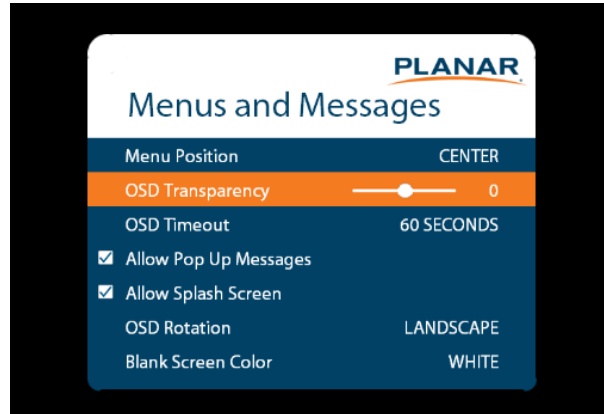 PLANAR
Menus and Messages
Menu Position CENTER
OSD Transparency 0
OSD Timeout 60 SECONDS
Allow Pop Up Messages
Allow Splash Screen
OSD Rotation LANDSCAPE
Blank Screen Color WHITE